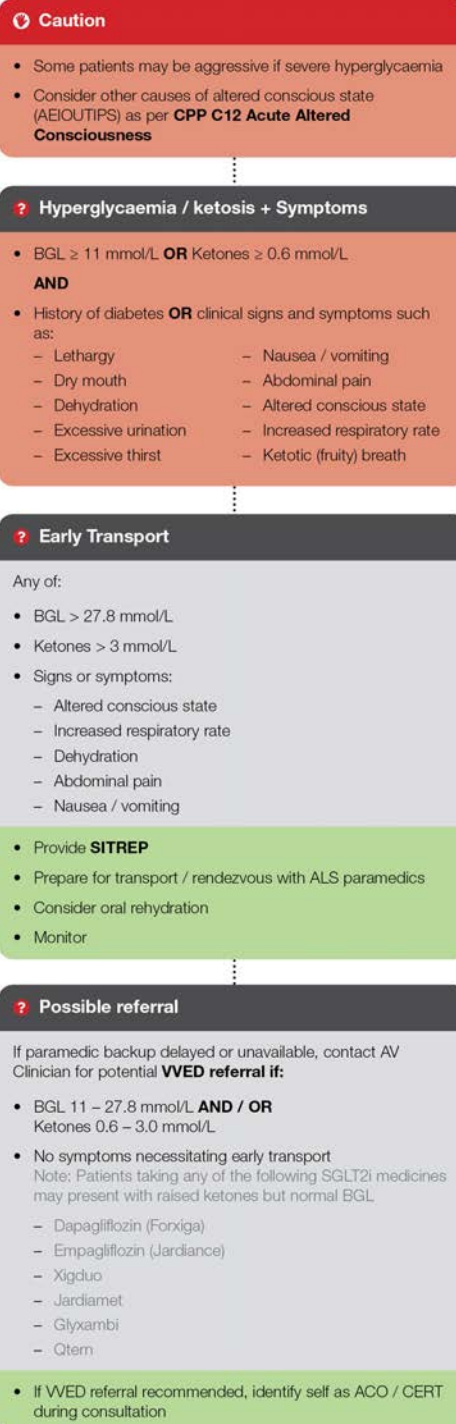 Caution
• Some patients may be aggressive if severe hyperglycaemia
• Consider other causes of altered conscious state
(AEIOUTIPS) as per CPP C12 Acute Altered
Consciousness
? Hyperglycaemia / ketosis + Symptoms
• BGL ≥ 11 mmol/L OR Ketones ≥ 0.6 mmol/L
AND
• History of diabetes OR clinical signs and symptoms such
as:
– Lethargy
– Dry mouth
– Dehydration
– Excessive urination
– Excessive thirst
– Nausea / vomiting
– Abdominal pain
– Altered conscious state
– Increased respiratory rate
– Ketotic (fruity) breath
? Early Transport
Any of:
• BGL > 27.8 mmol/L
• Ketones > 3 mmol/L
• Signs or symptoms:
– Altered conscious state
– Increased respiratory rate
– Dehydration
– Abdominal pain
– Nausea / vomiting
• Provide SITREP
• Prepare for transport / rendezvous with ALS paramedics
• Consider oral rehydration
• Monitor
? Possible referral
If paramedic backup delayed or unavailable, contact AV
Clinician for potential VVED referral if:
• BGL 11 – 27.8 mmol/L AND / OR
Ketones 0.6 – 3.0 mmol/L
• No symptoms necessitating early transport
Note: Patients taking any of the following SGLT2i medicines
may present with raised ketones but normal BGL
– Dapagliflozin (Forxiga)
– Empagliflozin (Jardiance)
– Xigduo
– Jardiamet
– Glyxambi
– Qtern
• If VVED referral recommended, identify self as ACO / CERT
during consultation